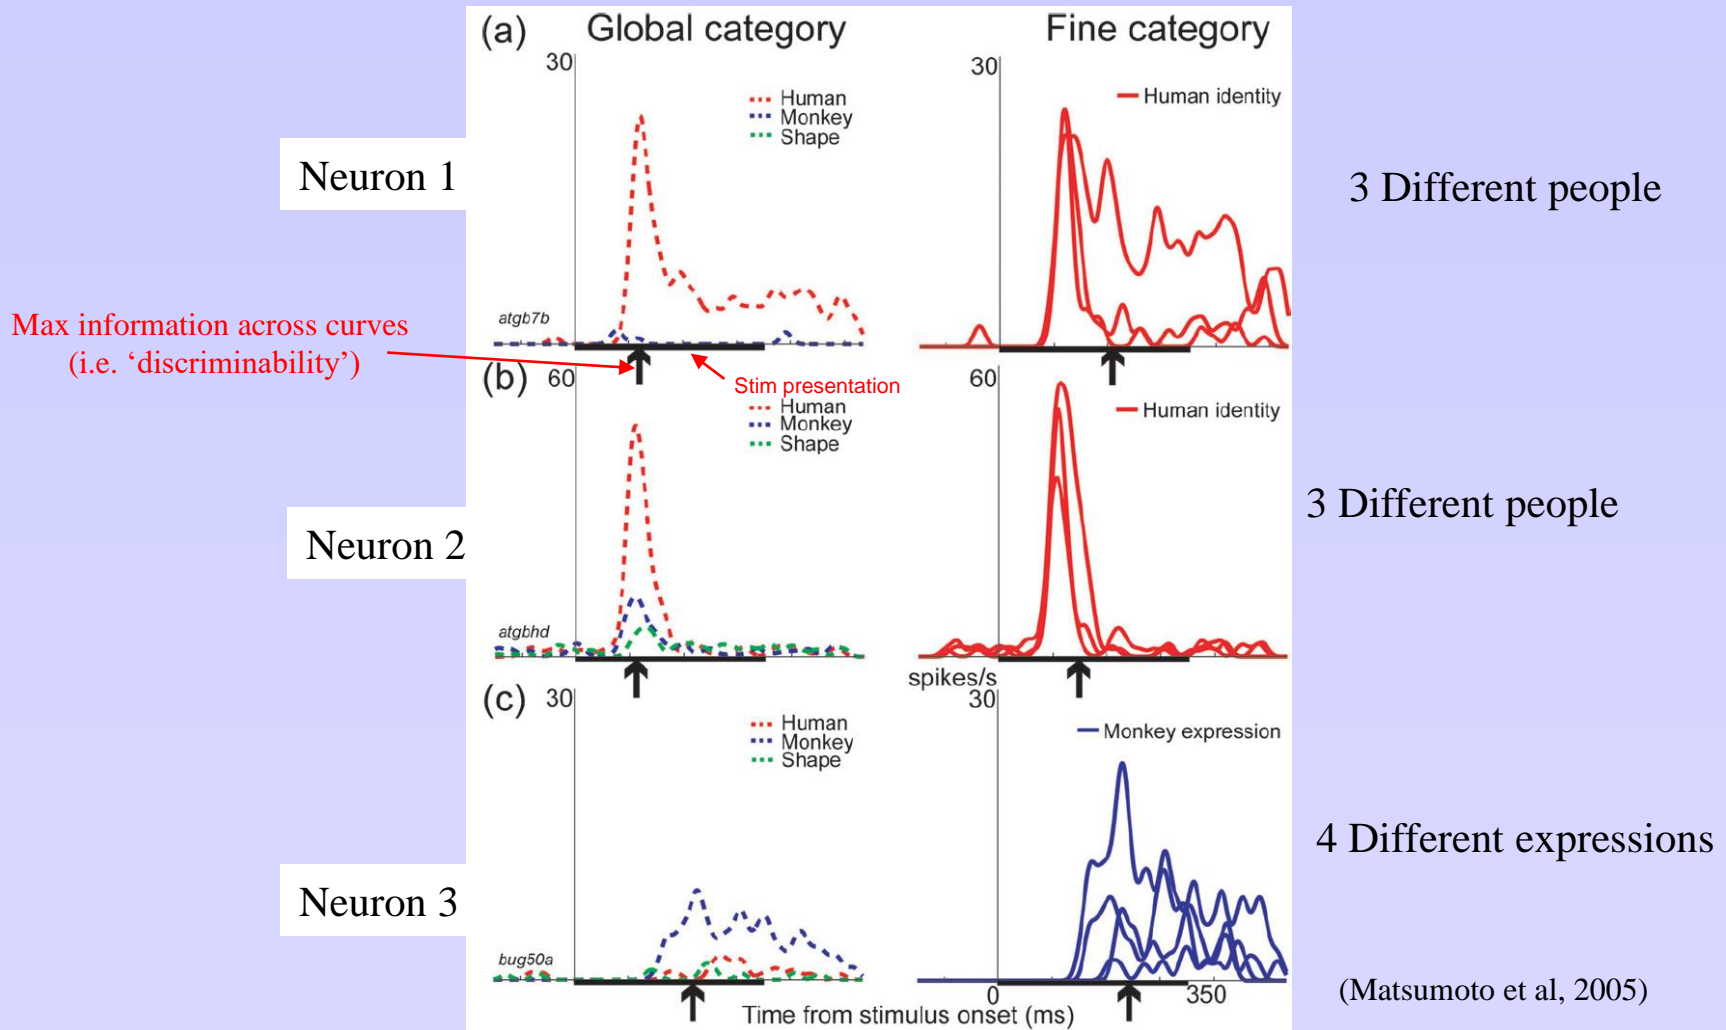 (a) Global category Fine category
30
30
Human
Monkey
Shape
Human identity
Neuron 1
3 Different people
atgb7b
Max information across curves
(i.e. ‘discriminability’)
Stim presentation
(b)
60
60
Human
Monkey
Shape
Human identity
Neuron 2
3 Different people
atgbhd
spikes/s
(c)
30
30
Human
Monkey
Shape
Monkey expression
Neuron 3
4 Different expressions
bug50a
0
350
Time from stimulus onset (ms)
(Matsumoto et al, 2005)